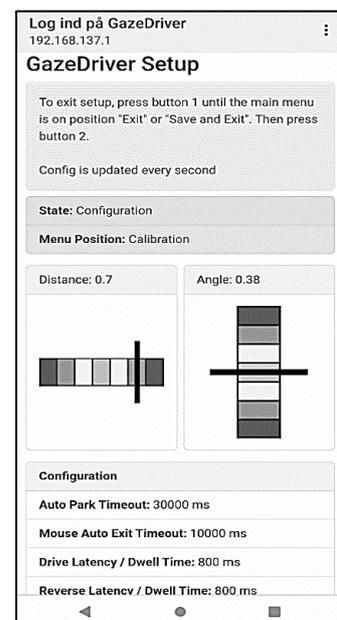 Log ind på GazeDriver
192.168.137.1
GazeDriver Setup
To exit setup, press button 1 until the main menu
is on position "Exit" or "Save and Exit". Then press
button 2.
Config is updated every second
State: Configuration
Menu Position: Calibration
Distance: 0.7
Angle: 0.38
Configuration
Auto Park Timeout: 30000 ms
Mouse Auto Exit Timeout: 10000 ms
Drive Latency / Dwell Time: 800 ms
Reverse Latency / Dwell Time: 800 ms